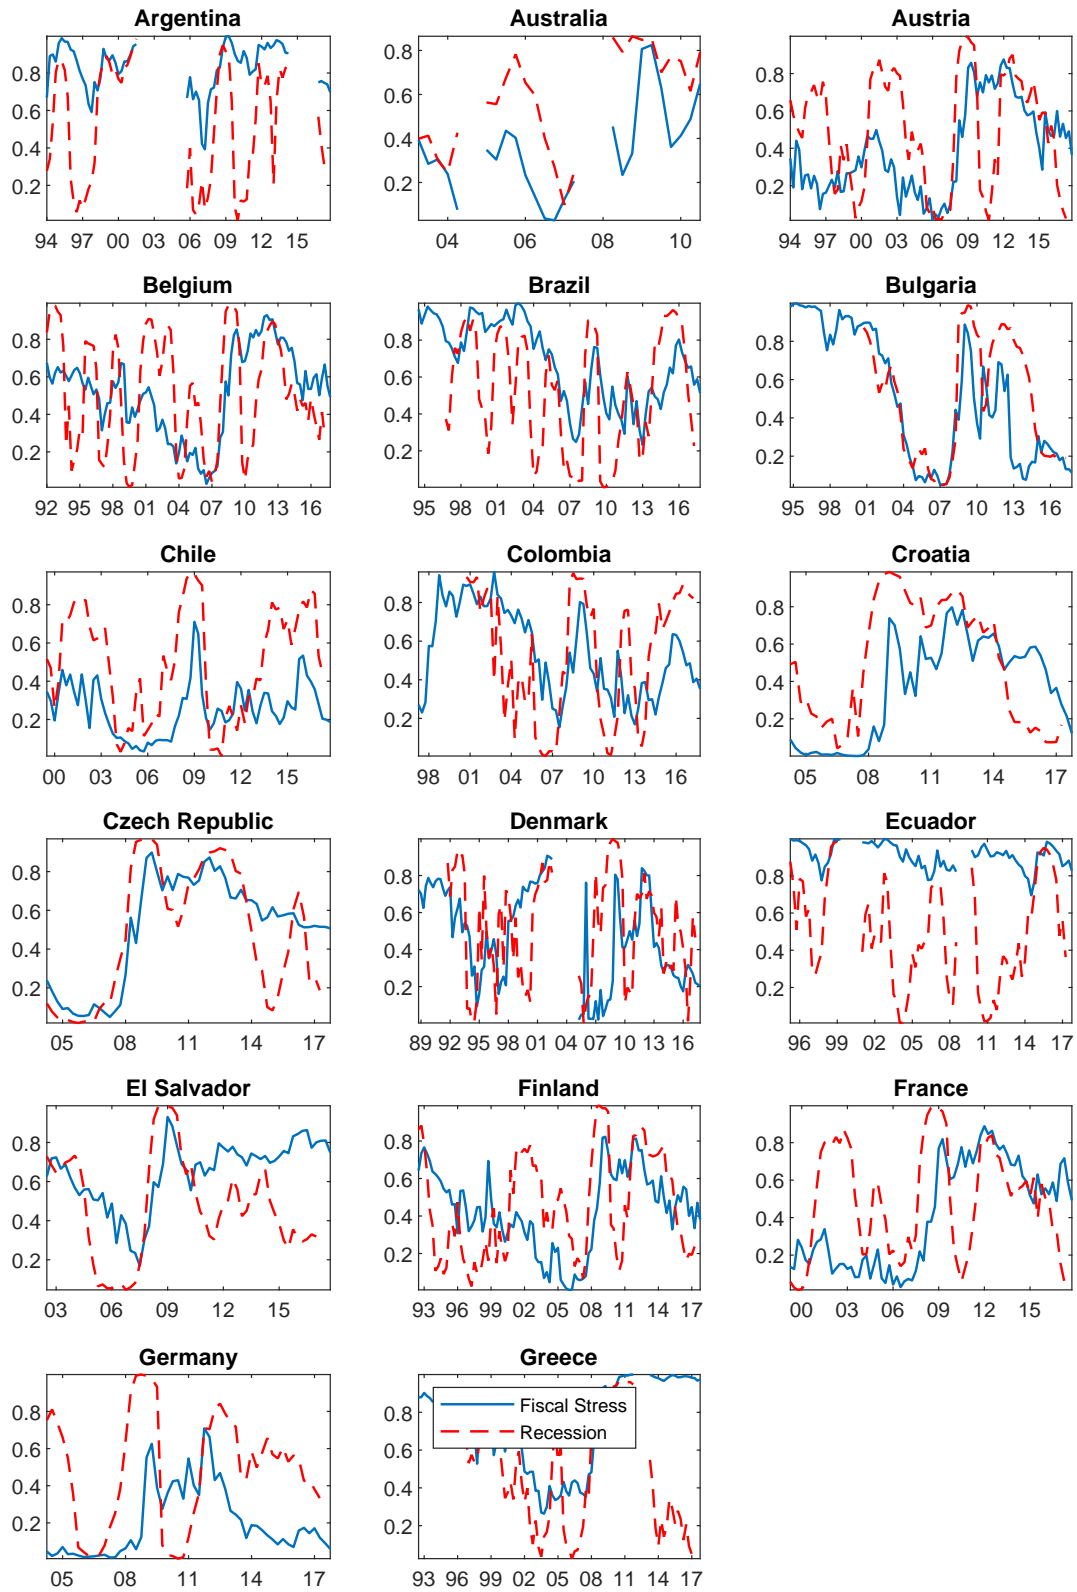 Argentina
Australia
Austria
0.8
0.6
0.4
0.2
94 97 00 03 06 09 12 15
0.8
0.6
0.4
0.2
04 06 08 10
0.8
0.6
0.4
0.2
94 97 00 03 06 09 12 15
Belgium
Brazil
Bulgaria
0.8
0.6
0.4
0.2
92 95 98 01 04 07 10 13 16
0.8
0.6
0.4
0.2
95 98 01 04 07 10 13 16
0.8
0.6
0.4
0.2
95 98 01 04 07 10 13 16
Chile
Colombia
Croatia
0.8
0.6
0.4
0.2
00 03 06 09 12 15
0.8
0.6
0.4
0.2
98 01 04 07 10 13 16
0.8
0.6
0.4
0.2
05 08 11 14 17
Czech Republic
Denmark
Ecuador
0.8
0.6
0.4
0.2
05 08 11 14 17
0.8
0.6
0.4
0.2
89 92 95 98 01 04 07 10 13 16
0.8
0.6
0.4
0.2
96 99 02 05 08 11 14 17
El Salvador
Finland
France
0.8
0.6
0.4
0.2
03 06 09 12 15
0.8
0.6
0.4
0.2
93 96 99 02 05 08 11 14 17
0.8
0.6
0.4
0.2
00 03 06 09 12 15
Germany
Greece
0.8
0.6
0.4
0.2
05 08 11 14 17
0.8
0.6
0.4
0.2
Fiscal Stress
Recession
93 96 99 02 05 08 11 14 17